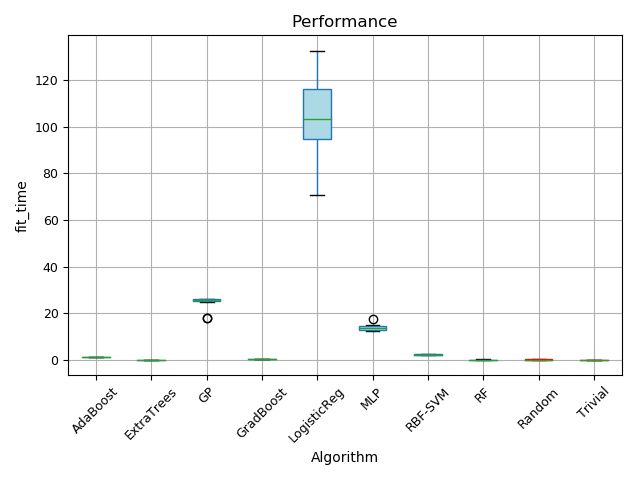 Performance
fit_time
120
100
80
60
40
20
0
AdaBoost
ExtraTrees
GP
GradBoost
LogisticReg
MLP
RBF-SVM
RF
Random
Trivial
Algorithm